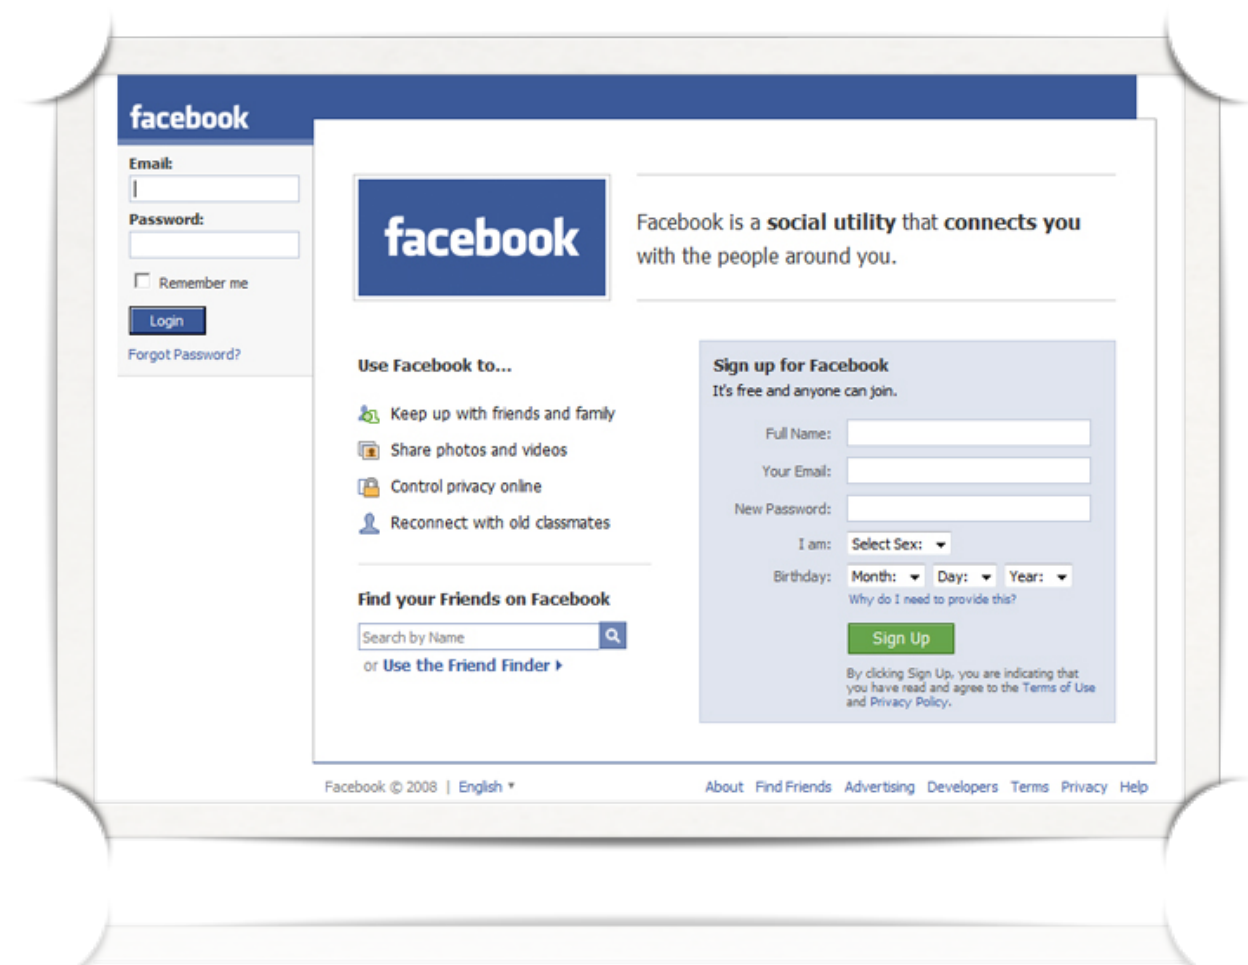 facebook
Email:
Password:
Remember me
Login
Forgot Password?
facebook
Facebook is a social utility that connects you
with the people around you.
Use Facebook to...
Keep up with friends and family
Share photos and videos
Control privacy online
Reconnect with old classmates
Find your Friends on Facebook
Search by Name
or Use the Friend Finder
Sign up for Facebook
It's free and anyone can join.
Full Name:
Your Email:
New Password:
I am: Select Sex:
Birthday: Month: Day: Year:
Why do I need to provide this?
Sign Up
By clicking Sign Up, you are indicating that
you have read and agree to the Terms of Use
and Privacy Policy.
Facebook © 2008 | English
About Find Friends Advertising Developers Terms Privacy Help